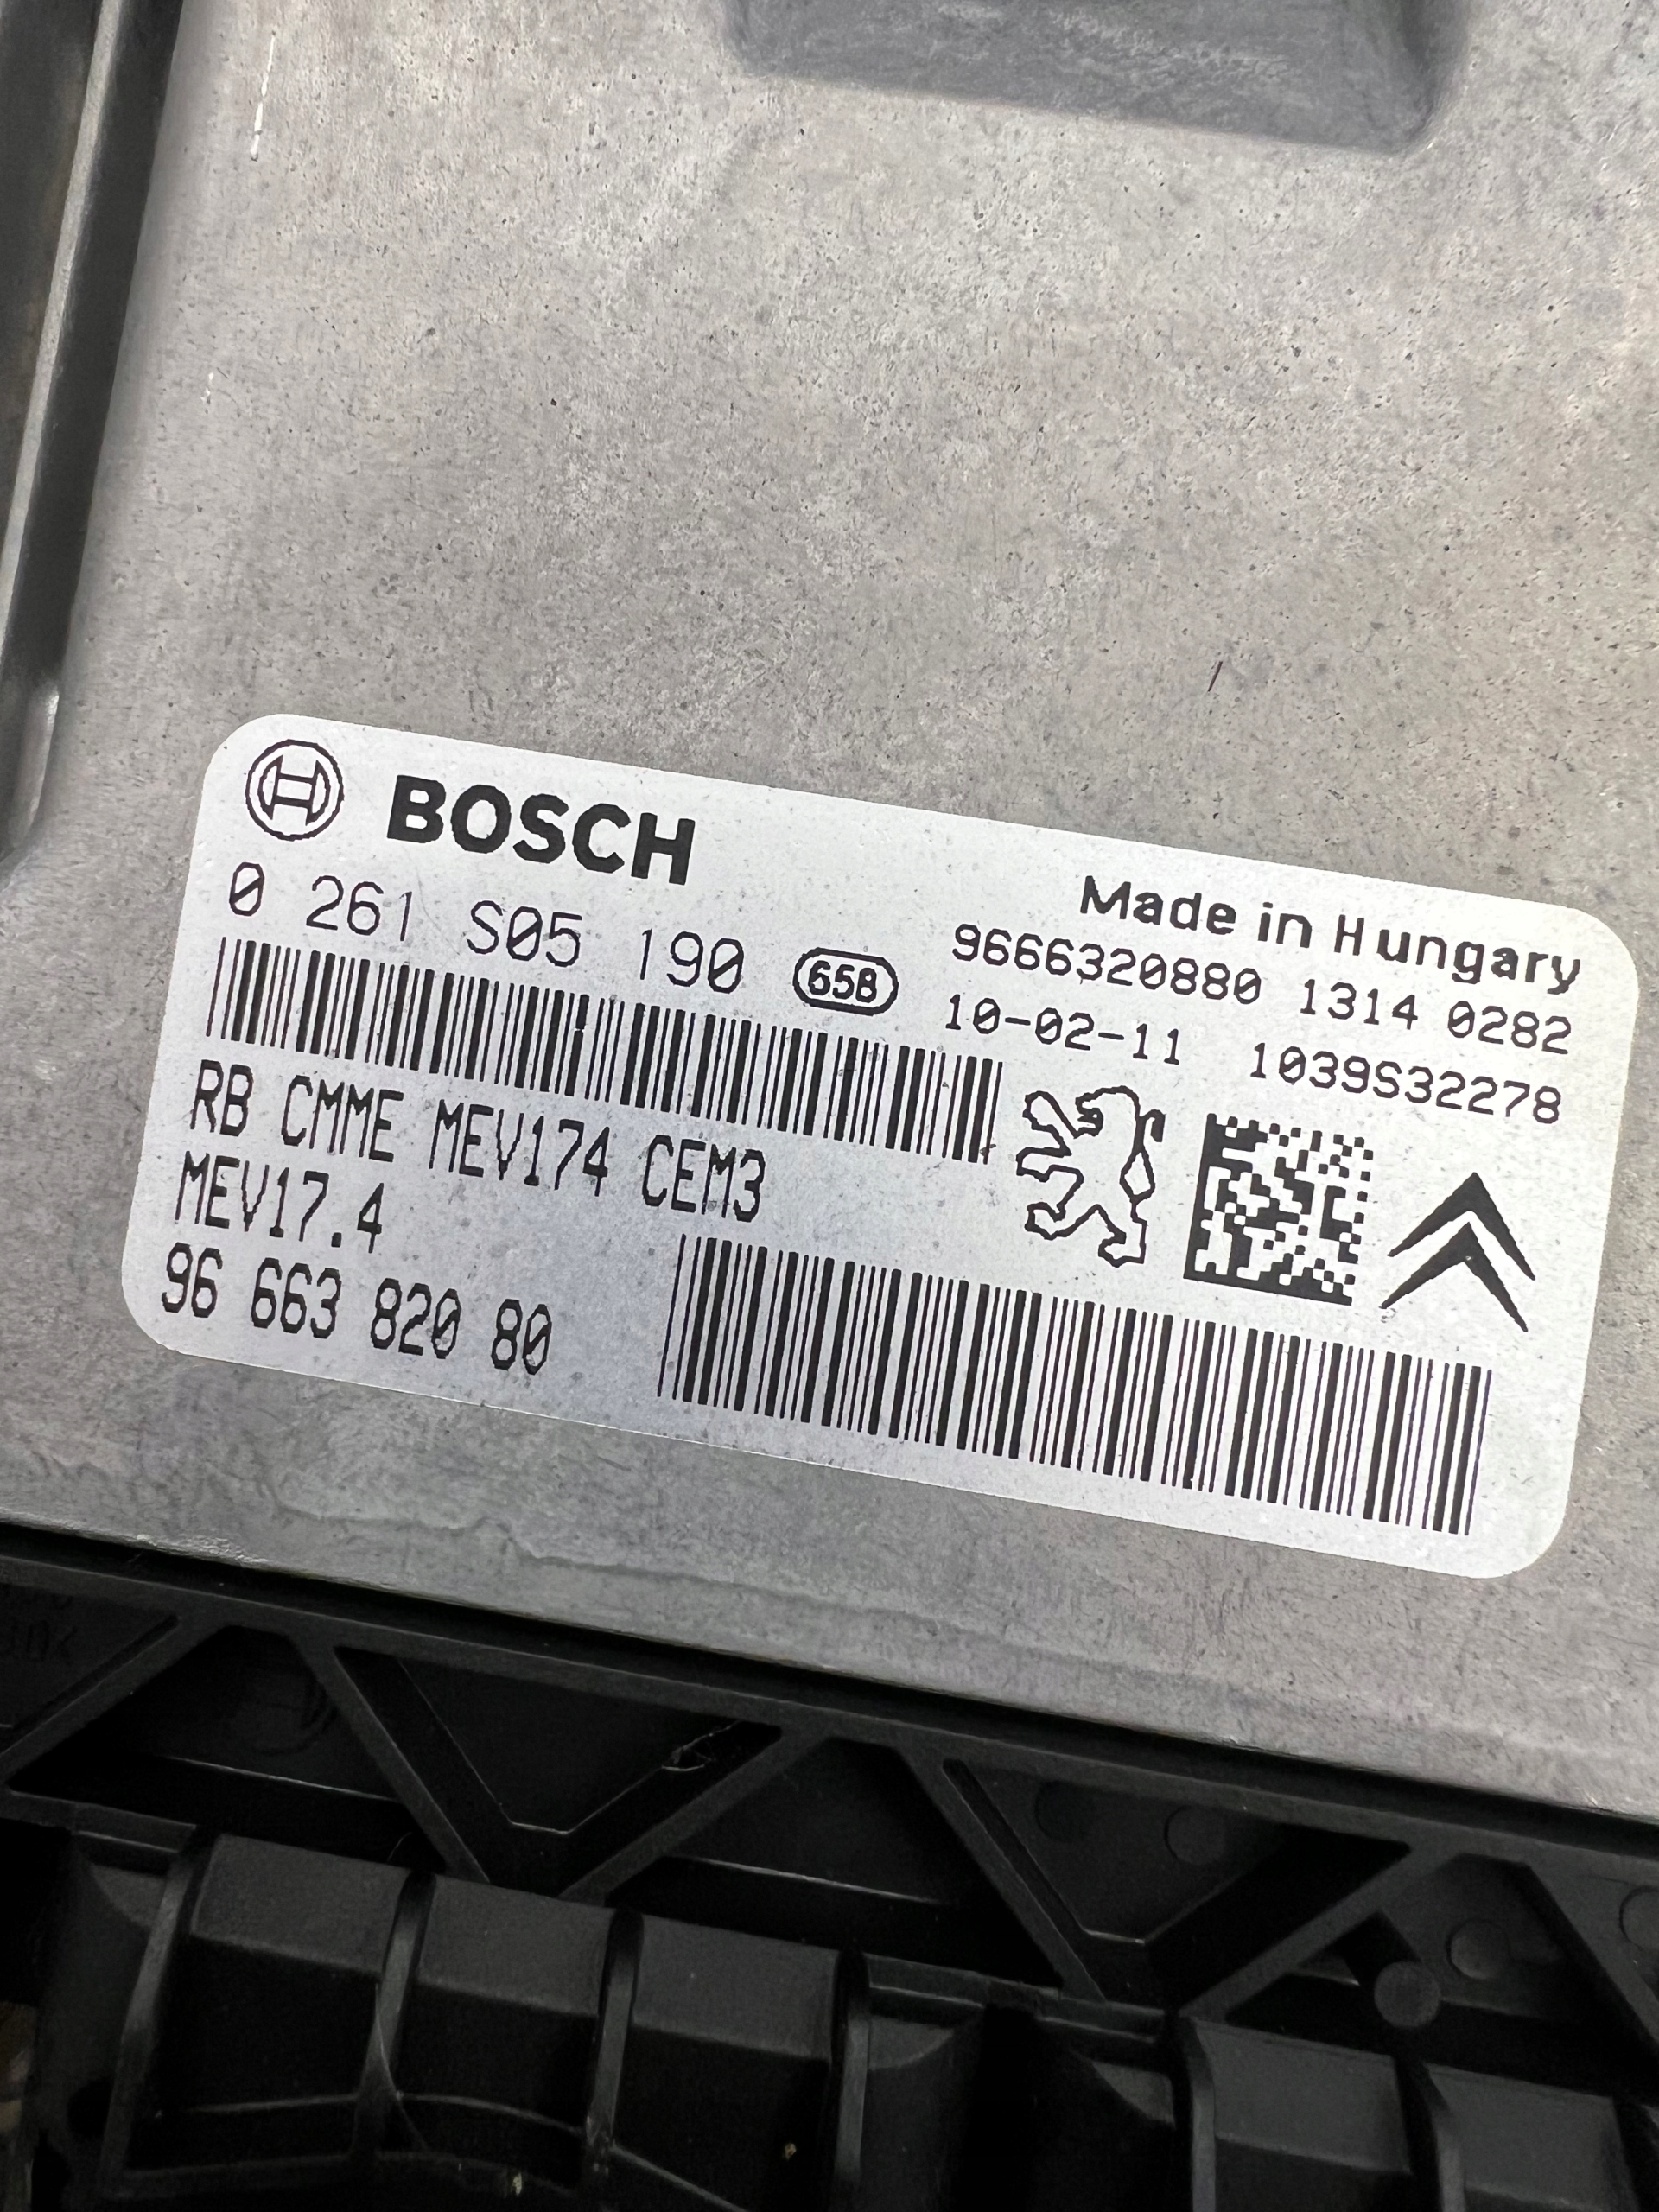 BOSCH
Made in Hungary
0 261 S05 190 658
9666320880 1314 0282
10-02-11 1039S32278
RB CMME MEV174 CEM3
MEV17.4
96 663 820 80